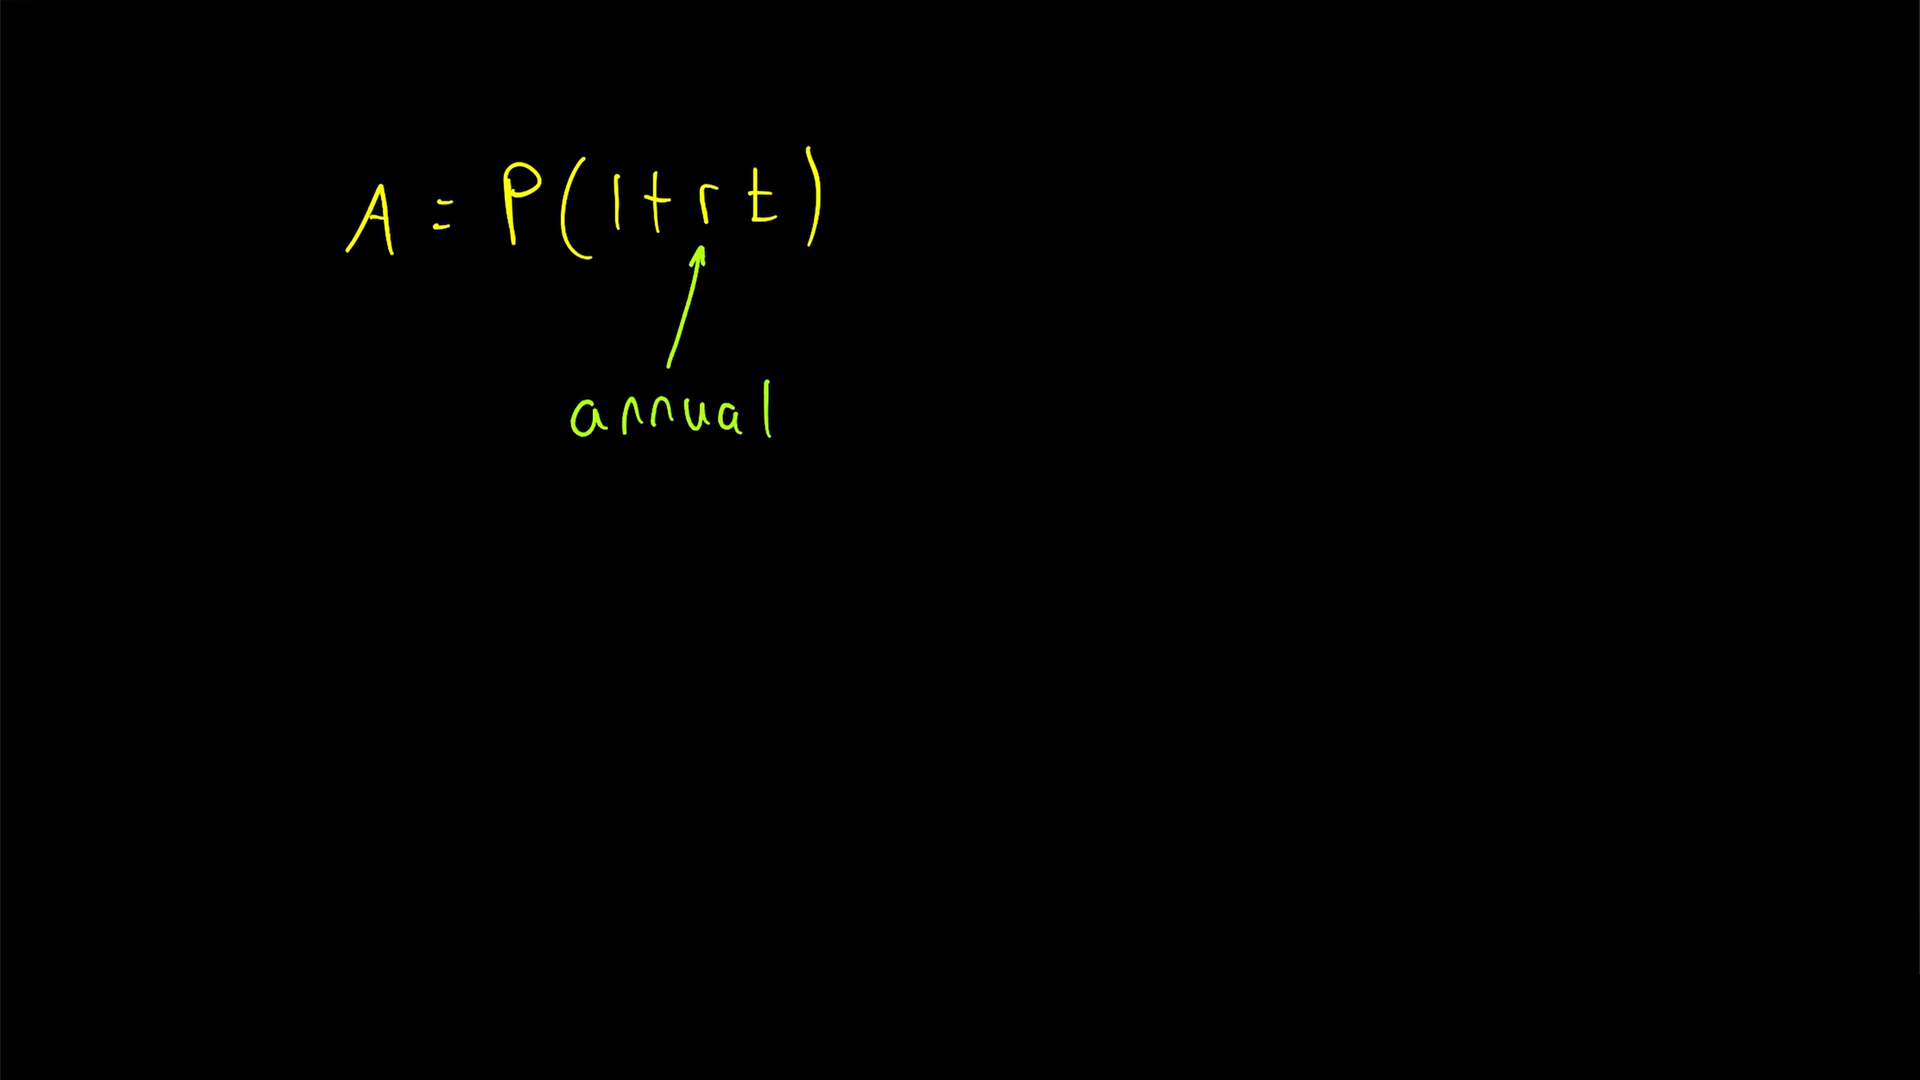 A = P(1+rt)
annual